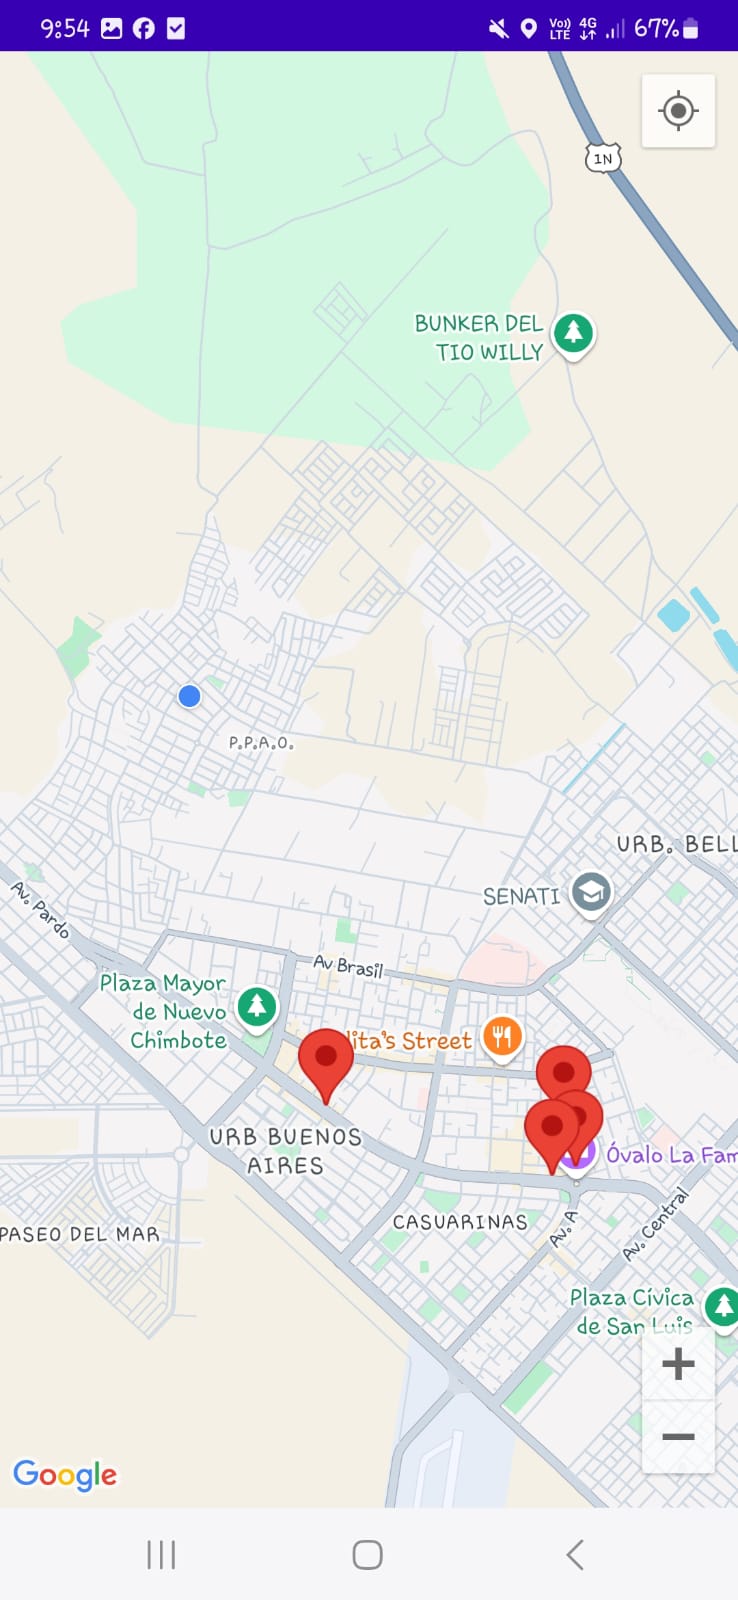 9:54
Vo)) LTE 4G 67%
1N
BUNKER DEL
TIO WILLY
P.P.A.O.
URB. BELL
SENATI
Av. Pardo
Av Brasil
Plaza Mayor
de Nuevo
Chimbote
lita's Street
URB BUENOS
AIRES
Óvalo La Fam
CASUARINAS
PASEO DEL MAR
Av. A
Av. Central
Plaza Cívica
de San Luis
+
−
Google